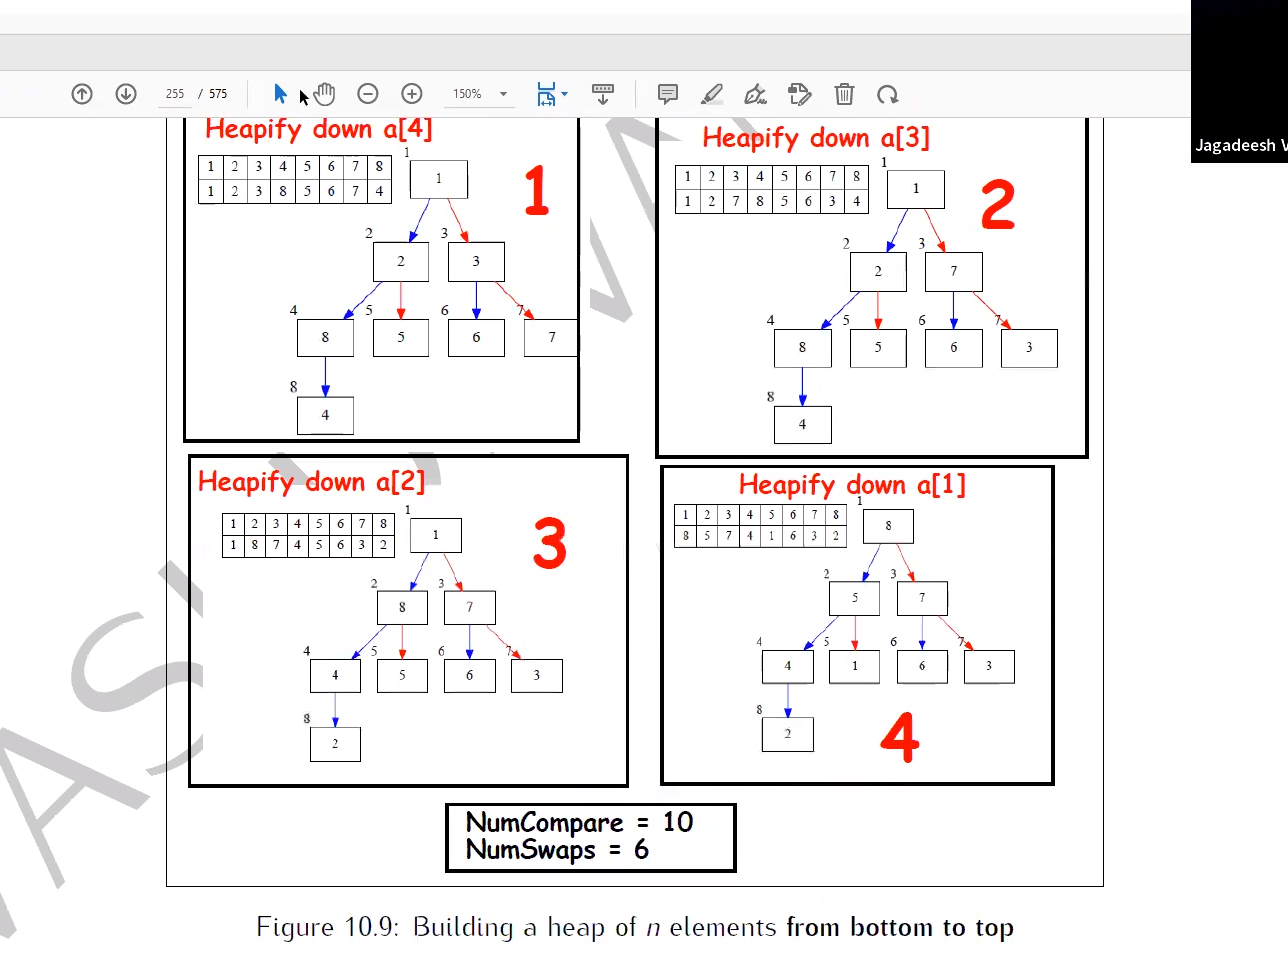 255 / 575
150%
Jagadeesh V
Heapify down a[4]
1 2 3 4 5 6 7 8
1 2 3 8 5 6 7 4
1
1
1
2 3
2 3
4 5 6 7
8 5 6 7
8
4
Heapify down a[3]
1 2 3 4 5 6 7 8
1 2 7 8 5 6 3 4
1
1
2
2 3
2 7
4 5 6 7
8 5 6 3
8
4
Heapify down a[2]
1 2 3 4 5 6 7 8
1 8 7 4 5 6 3 2
1
1
3
2 3
8 7
4 5 6 7
4 5 6 3
8
2
Heapify down a[1]
1 2 3 4 5 6 7 8
8 5 7 4 1 6 3 2
1
8
2 3
5 7
4 5 6 7
4 1 6 3
8
2
4
NumCompare = 10
NumSwaps = 6
Figure 10.9: Building a heap of n elements from bottom to top